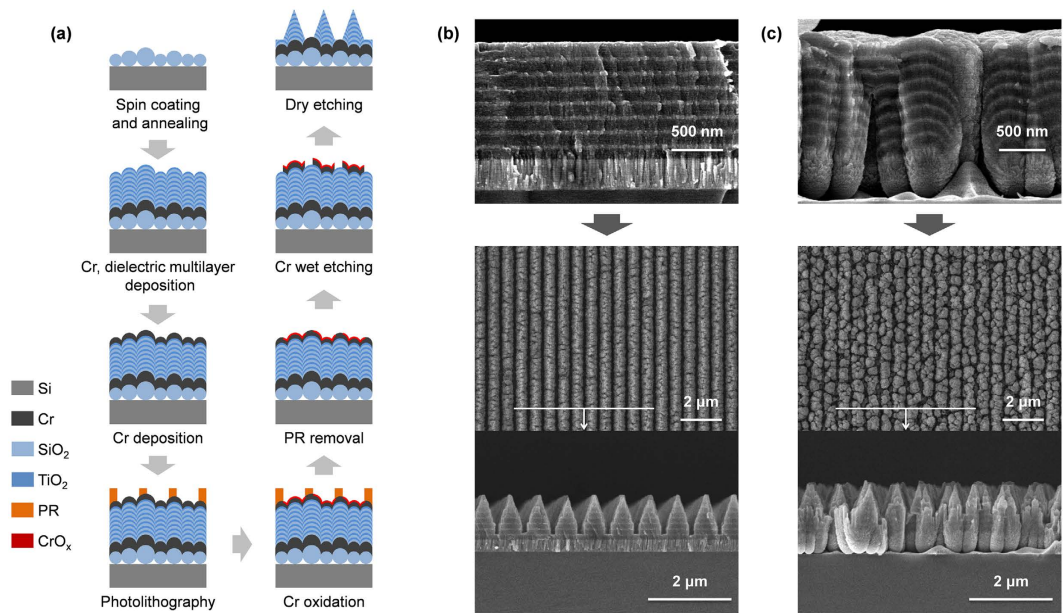 (a)
Spin coating
and annealing
Cr, dielectric multilayer
deposition
Cr deposition
Photolithography
Dry etching
Cr wet etching
PR removal
Cr oxidation
Si
Cr
SiO₂
TiO₂
PR
CrOₓ
(b)
500 nm
2 μm
2 μm
(c)
500 nm
2 μm
2 μm